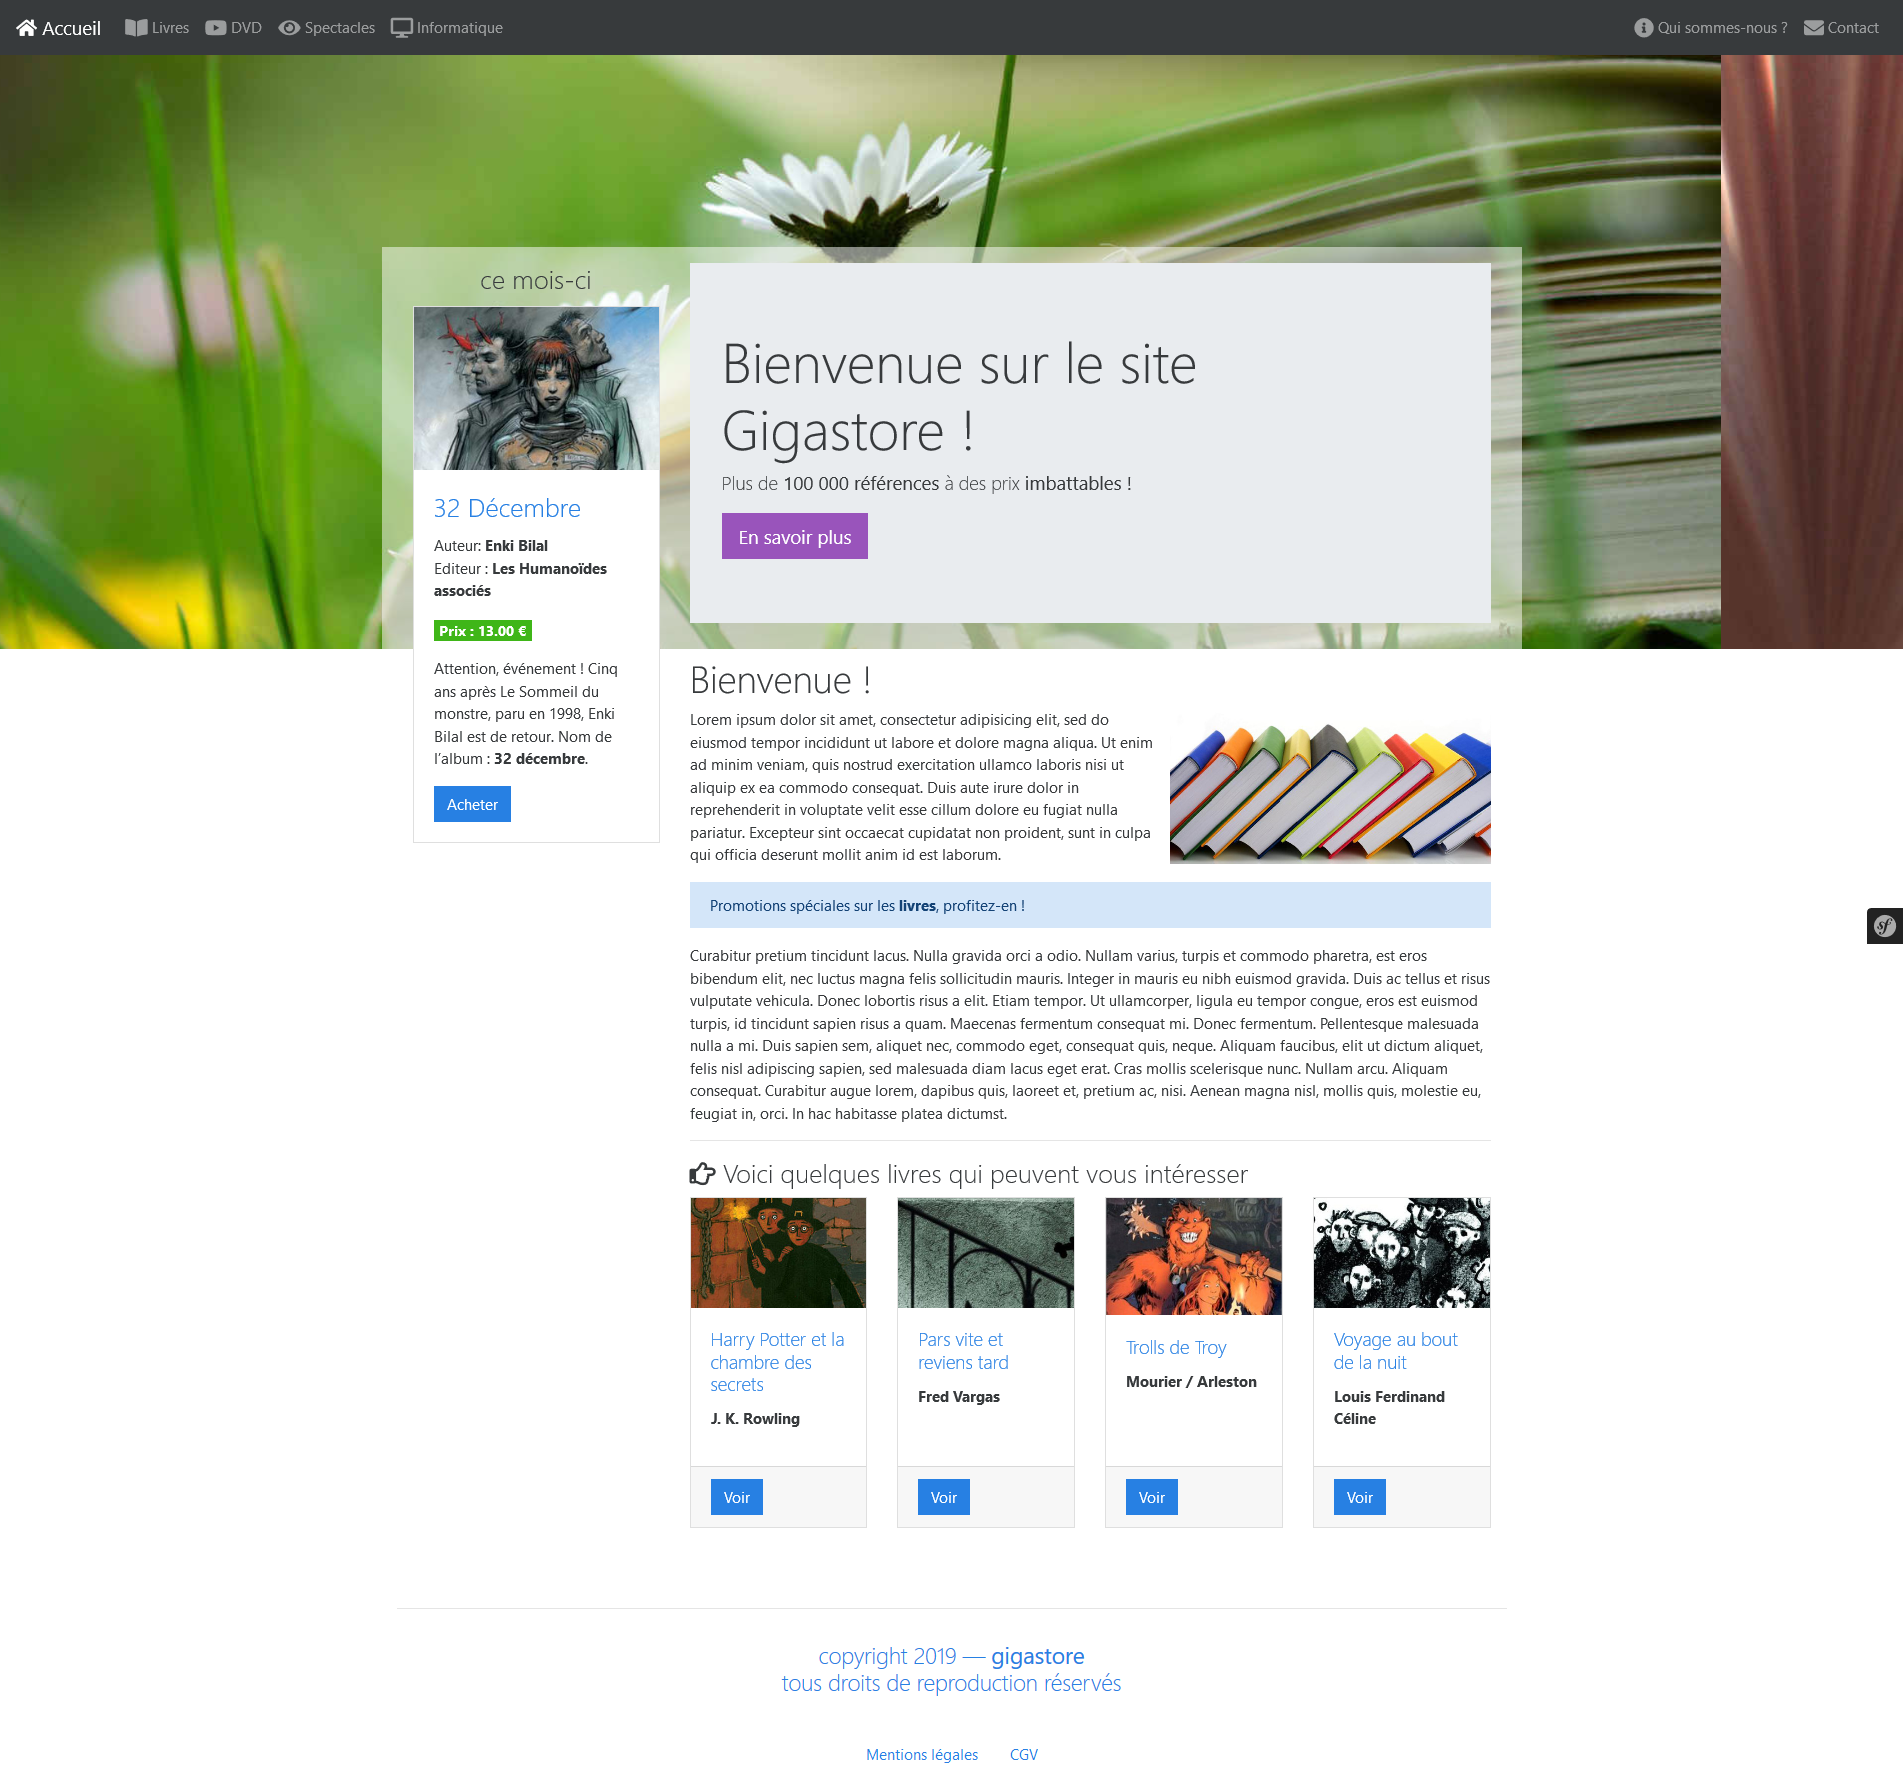 Accueil Livres DVD Spectacles Informatique Qui sommes-nous ? Contact
ce mois-ci
32 Décembre
Auteur: Enki Bilal
Editeur : Les Humanoïdes
associés
Prix : 13.00 €
Attention, événement ! Cinq
ans après Le Sommeil du
monstre, paru en 1998, Enki
Bilal est de retour. Nom de
l'album : 32 décembre.
Acheter
Bienvenue sur le site
Gigastore !
Plus de 100 000 références à des prix imbattables !
En savoir plus
Bienvenue !
Lorem ipsum dolor sit amet, consectetur adipisicing elit, sed do
eiusmod tempor incididunt ut labore et dolore magna aliqua. Ut enim
ad minim veniam, quis nostrud exercitation ullamco laboris nisi ut
aliquip ex ea commodo consequat. Duis aute irure dolor in
reprehenderit in voluptate velit esse cillum dolore eu fugiat nulla
pariatur. Excepteur sint occaecat cupidatat non proident, sunt in culpa
qui officia deserunt mollit anim id est laborum.
Promotions spéciales sur les livres, profitez-en !
Curabitur pretium tincidunt lacus. Nulla gravida orci a odio. Nullam varius, turpis et commodo pharetra, est eros
bibendum elit, nec luctus magna felis sollicitudin mauris. Integer in mauris eu nibh euismod gravida. Duis ac tellus et risus
vulputate vehicula. Donec lobortis risus a elit. Etiam tempor. Ut ullamcorper, ligula eu tempor congue, eros est euismod
turpis, id tincidunt sapien risus a quam. Maecenas fermentum consequat mi. Donec fermentum. Pellentesque malesuada
nulla a mi. Duis sapien sem, aliquet nec, commodo eget, consequat quis, neque. Aliquam faucibus, elit ut dictum aliquet,
felis nisl adipiscing sapien, sed malesuada diam lacus eget erat. Cras mollis scelerisque nunc. Nullam arcu. Aliquam
consequat. Curabitur augue lorem, dapibus quis, laoreet et, pretium ac, nisi. Aenean magna nisl, mollis quis, molestie eu,
feugiat in, orci. In hac habitasse platea dictumst.
Voici quelques livres qui peuvent vous intéresser
Harry Potter et la
chambre des
secrets
J. K. Rowling
Voir
Pars vite et
reviens tard
Fred Vargas
Voir
Trolls de Troy
Mourier / Arleston
Voir
Voyage au bout
de la nuit
Louis Ferdinand
Céline
Voir
sf
copyright 2019 — gigastore
tous droits de reproduction réservés
Mentions légales CGV